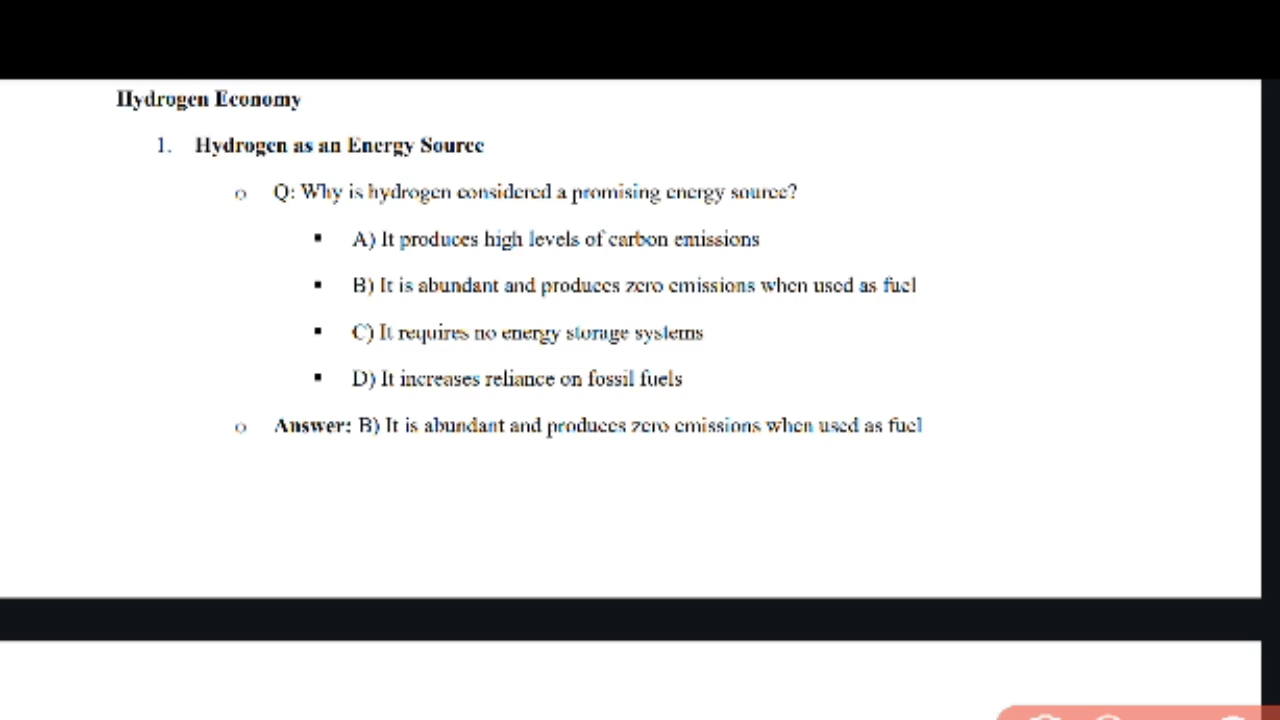 Hydrogen Economy
1. Hydrogen as an Energy Source
o Q: Why is hydrogen considered a promising energy source?
▪ A) It produces high levels of carbon emissions
▪ B) It is abundant and produces zero emissions when used as fuel
▪ C) It requires no energy storage systems
▪ D) It increases reliance on fossil fuels
o Answer: B) It is abundant and produces zero emissions when used as fuel